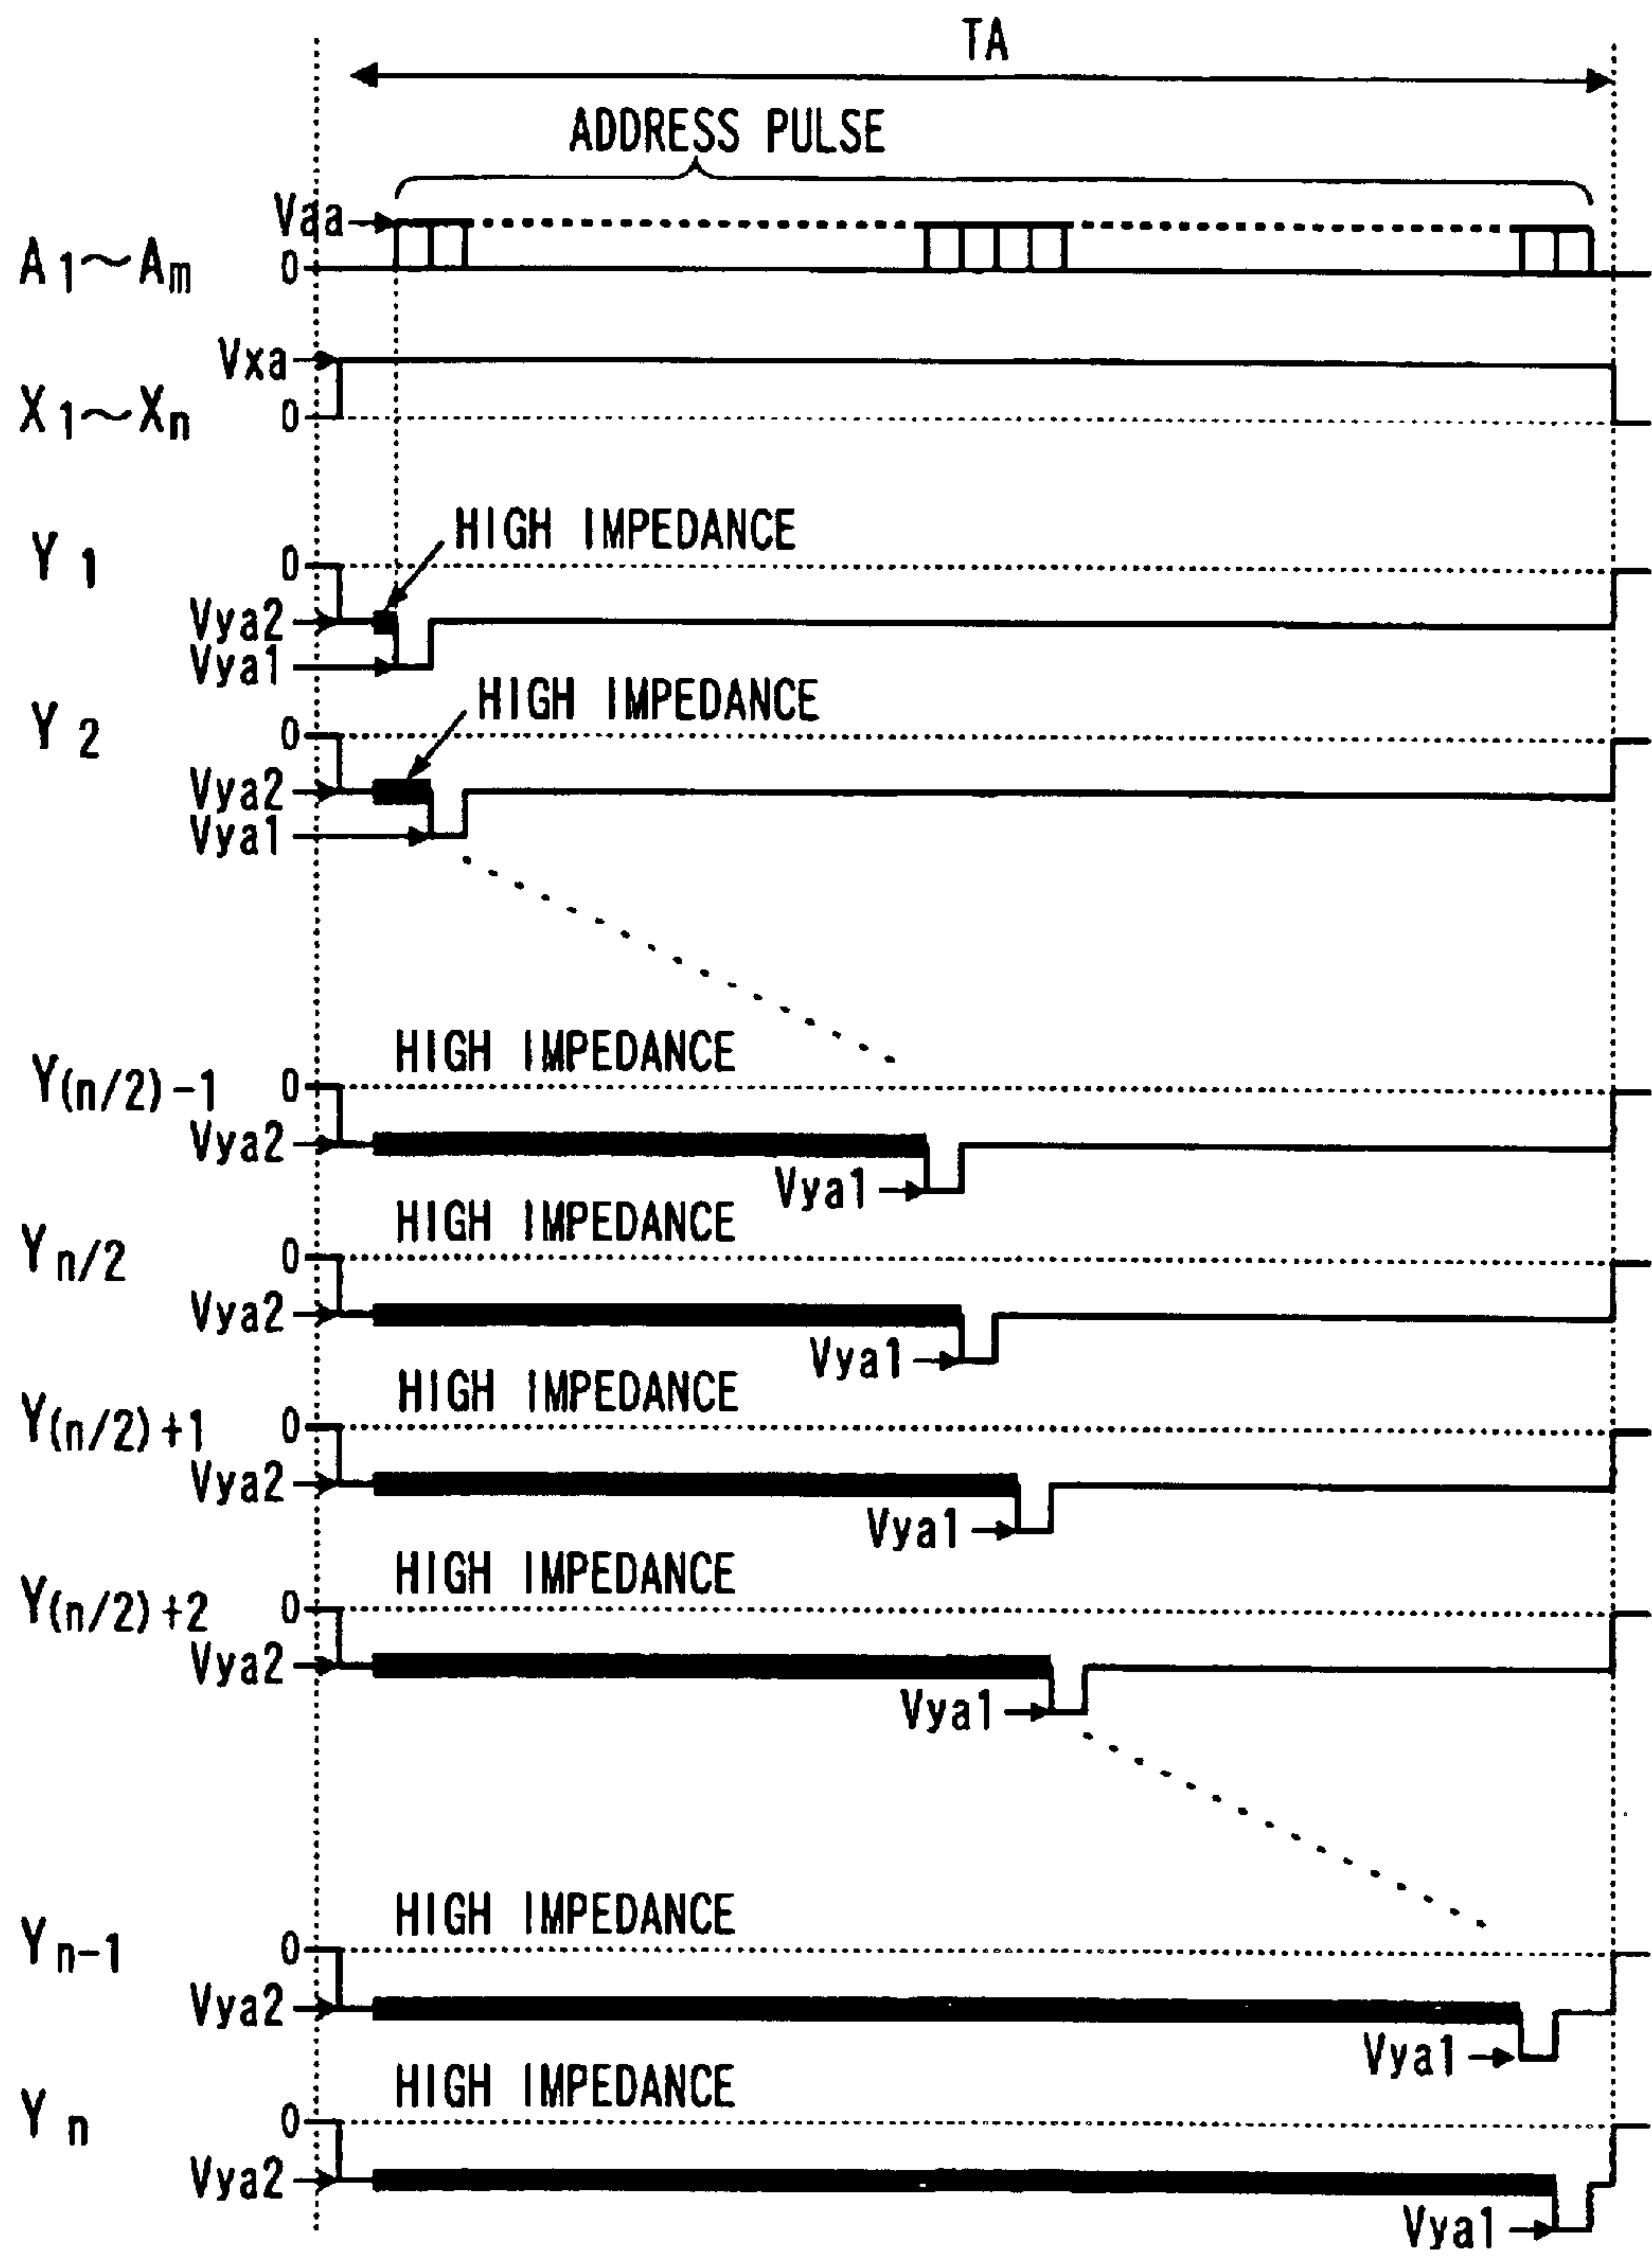 TA
ADDRESS PULSE
Vaa
A1~Am
0
Vxa
X1~Xn
0
HIGH IMPEDANCE
Y1
0
Vya2
Vya1
HIGH IMPEDANCE
Y2
0
Vya2
Vya1
HIGH IMPEDANCE
Y(n/2)-1
0
Vya2
Vya1
HIGH IMPEDANCE
Yn/2
0
Vya2
Vya1
HIGH IMPEDANCE
Y(n/2)+1
0
Vya2
Vya1
HIGH IMPEDANCE
Y(n/2)+2
0
Vya2
Vya1
HIGH IMPEDANCE
Yn-1
0
Vya2
Vya1
HIGH IMPEDANCE
Yn
0
Vya2
Vya1